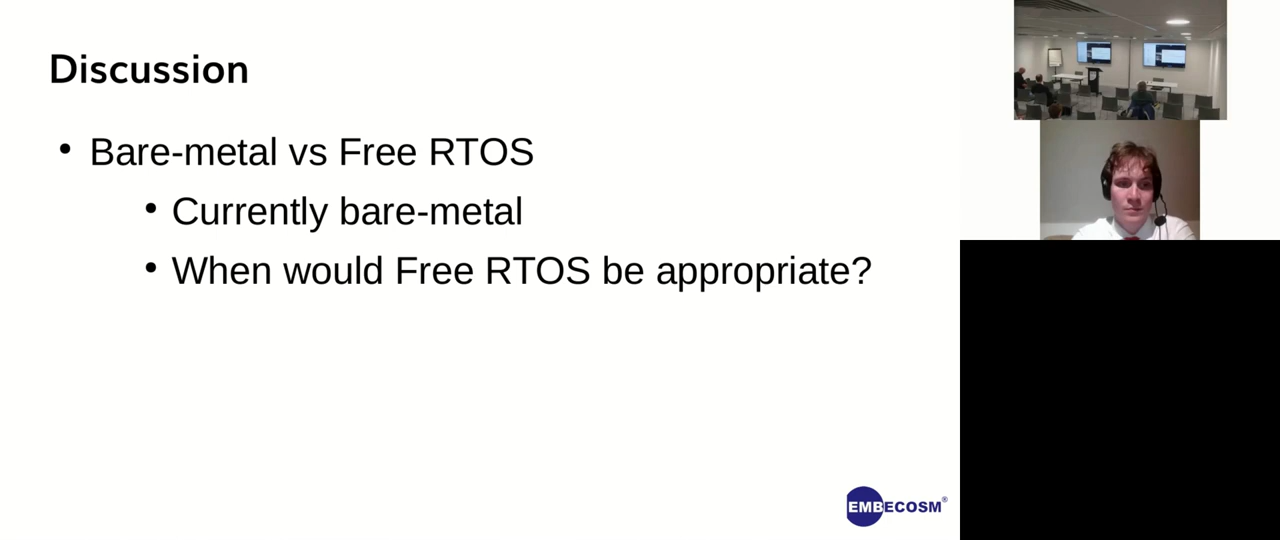 Discussion
• Bare-metal vs Free RTOS
• Currently bare-metal
• When would Free RTOS be appropriate?
EMBECOSM®